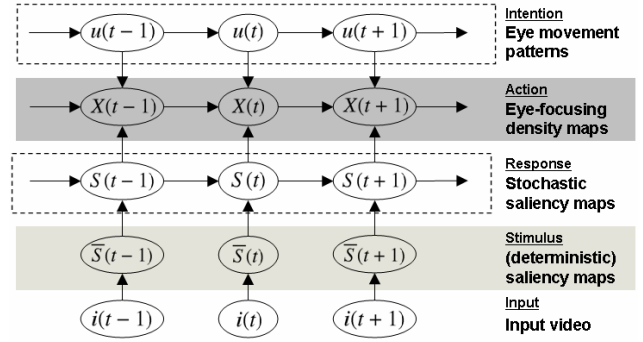 u(t − 1) u(t) u(t + 1)
Intention
Eye movement
patterns
X(t − 1) X(t) X(t + 1)
Action
Eye-focusing
density maps
S(t − 1) S(t) S(t + 1)
Response
Stochastic
saliency maps
S̅(t − 1) S̅(t) S̅(t + 1)
Stimulus
(deterministic)
saliency maps
i(t − 1) i(t) i(t + 1)
Input
Input video